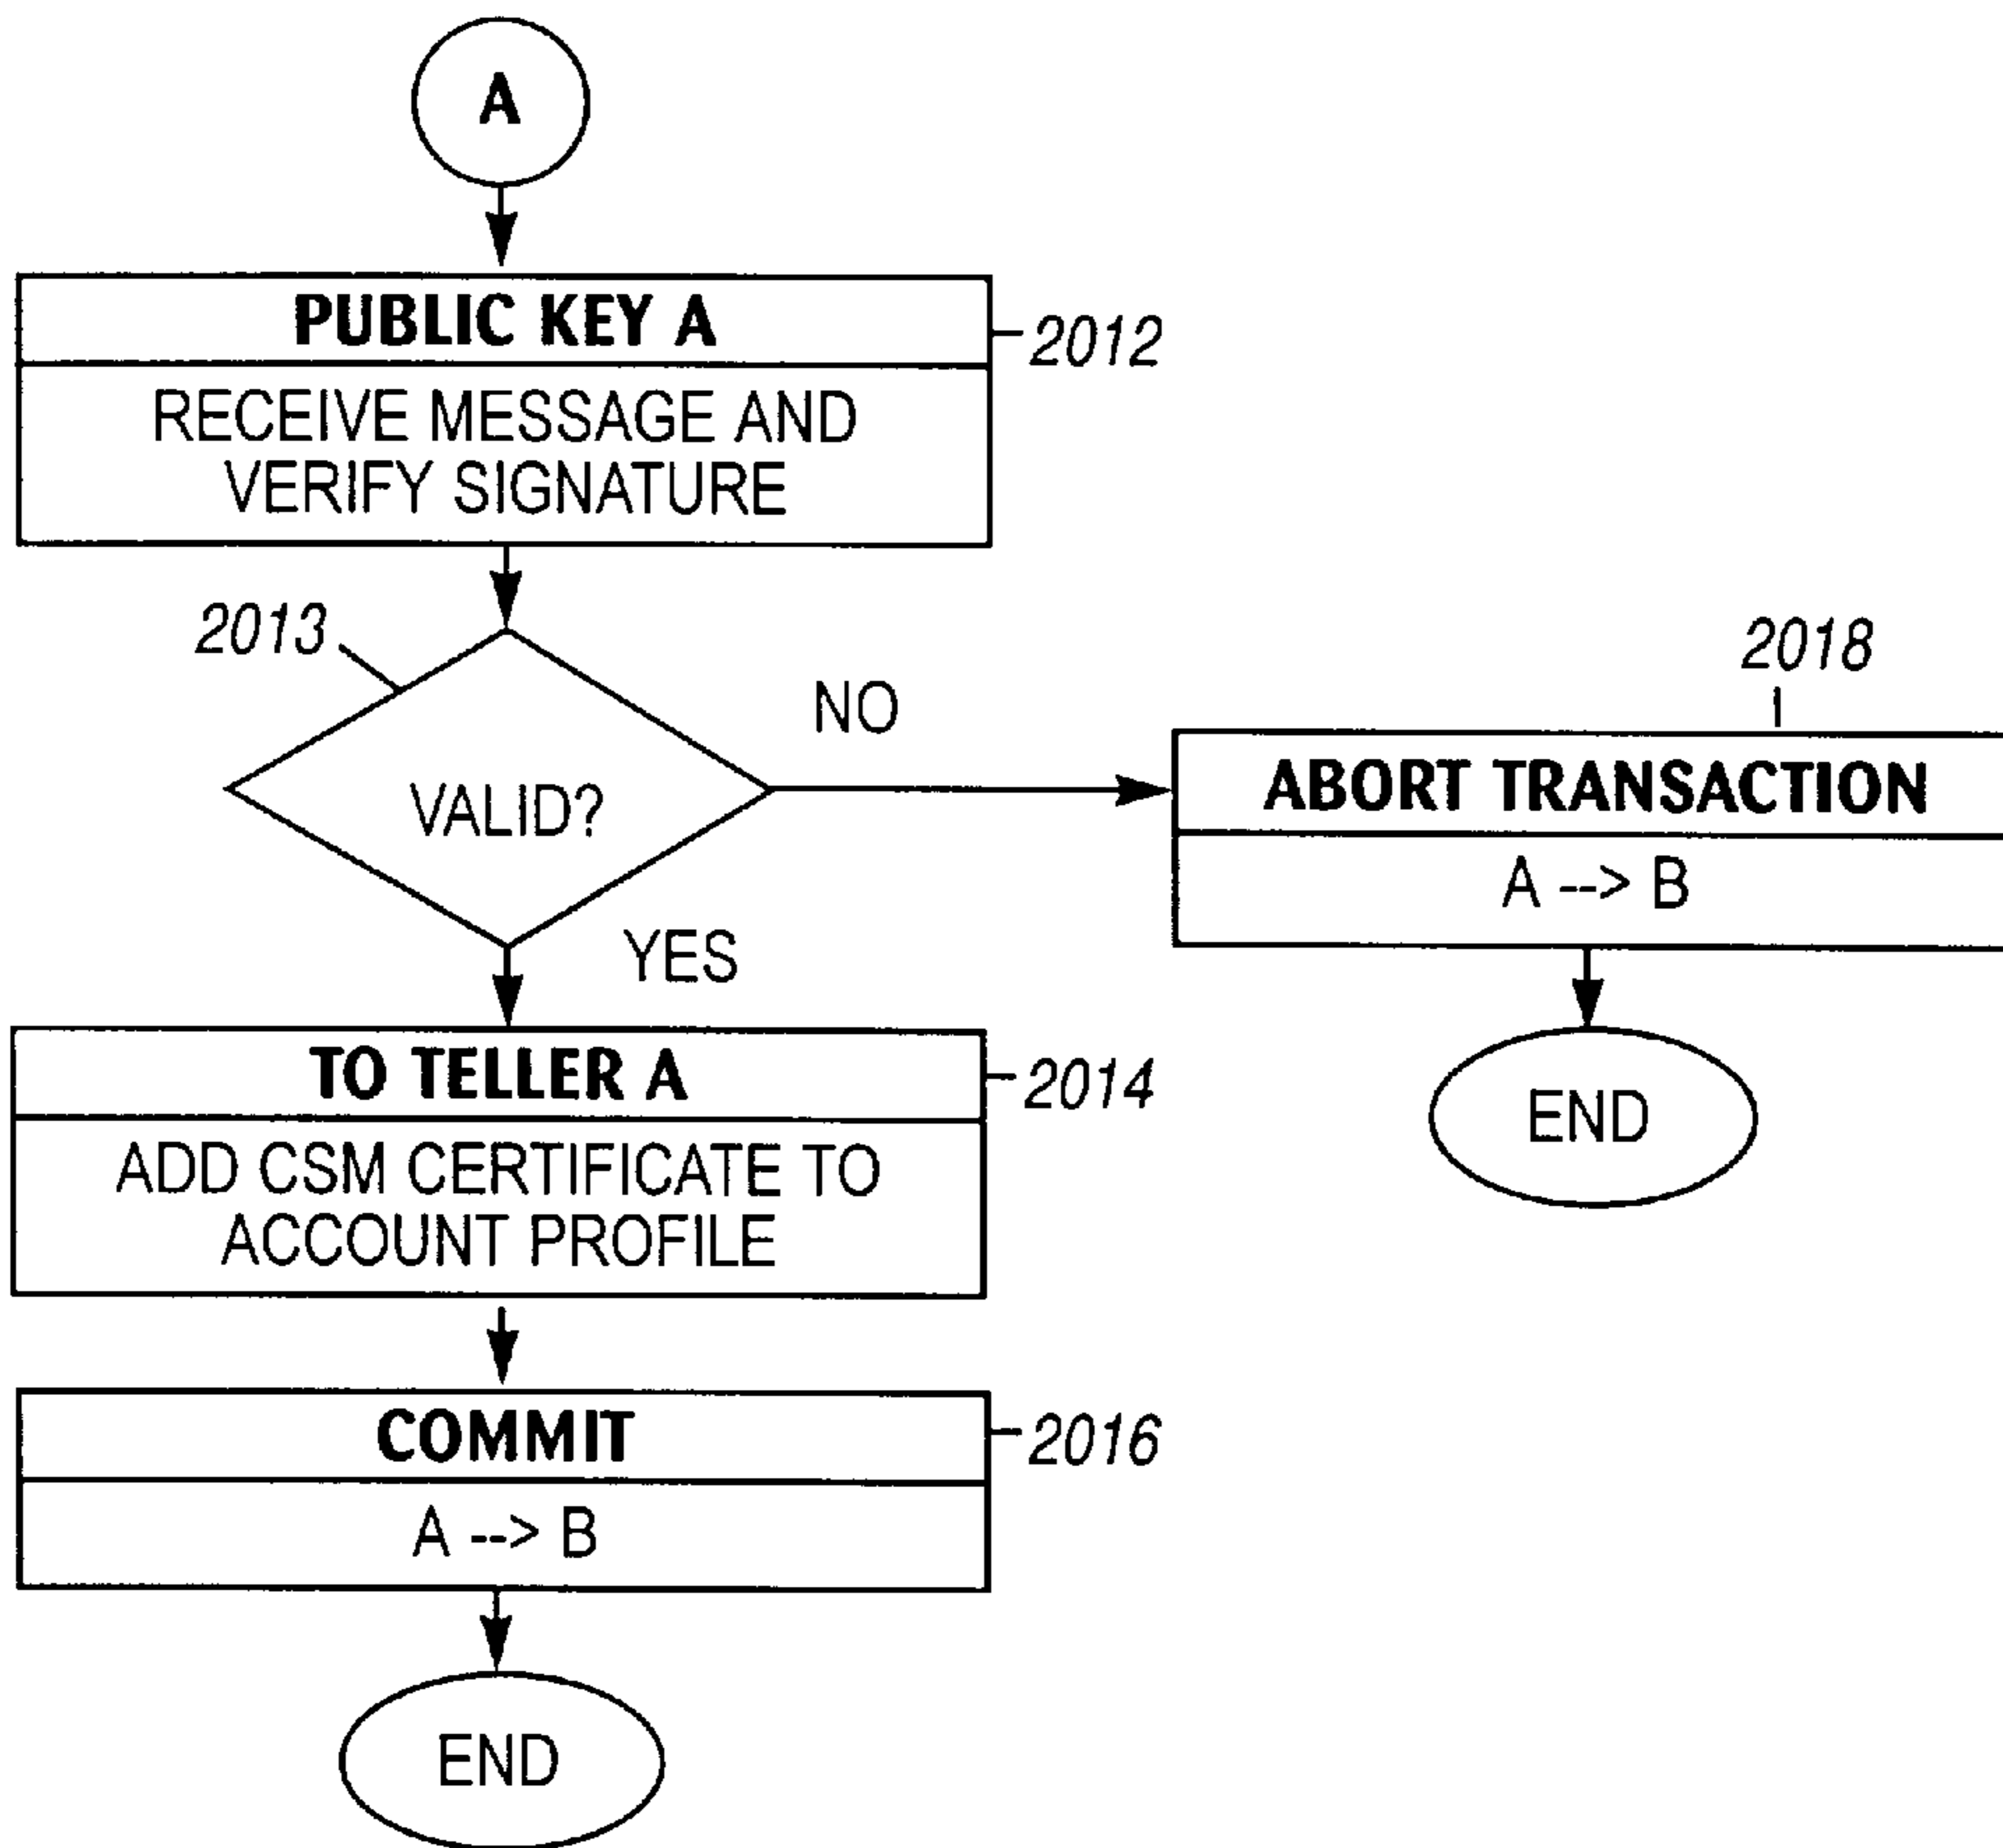 A
PUBLIC KEY A
2012
RECEIVE MESSAGE AND
VERIFY SIGNATURE
2013
VALID?
NO
YES
2018
ABORT TRANSACTION
A --> B
END
TO TELLER A
2014
ADD CSM CERTIFICATE TO
ACCOUNT PROFILE
COMMIT
2016
A --> B
END